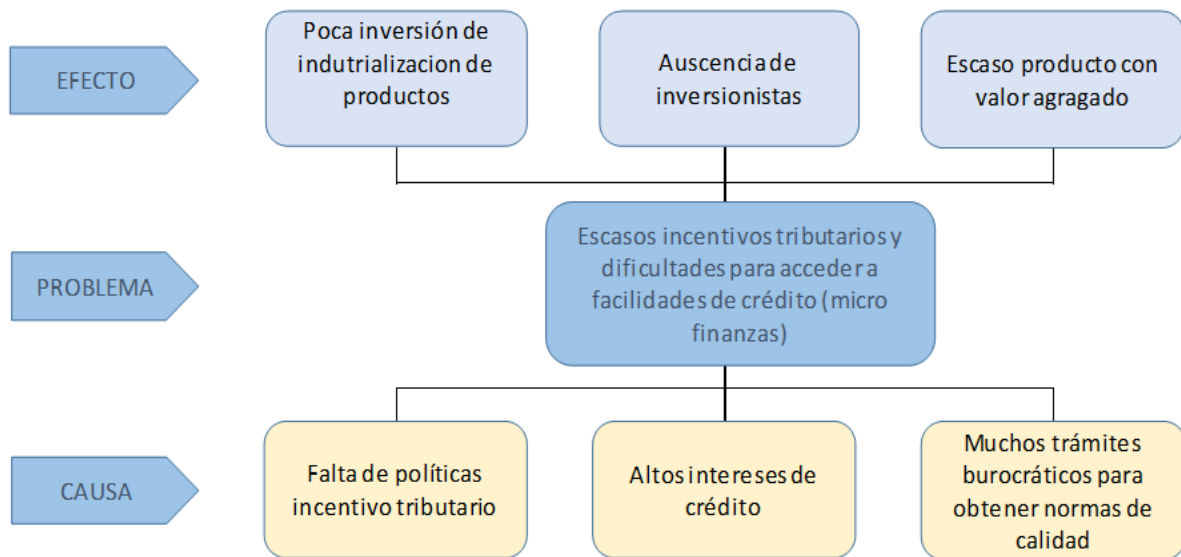 EFECTO
Poca inversión de
indutrializacion de
productos
Auscencia de
inversionistas
Escaso producto con
valor agragado
PROBLEMA
Escasos incentivos tributarios y
dificultades para acceder a
facilidades de crédito (micro
finanzas)
CAUSA
Falta de políticas
incentivo tributario
Altos intereses de
crédito
Muchos trámites
burocráticos para
obtener normas de
calidad